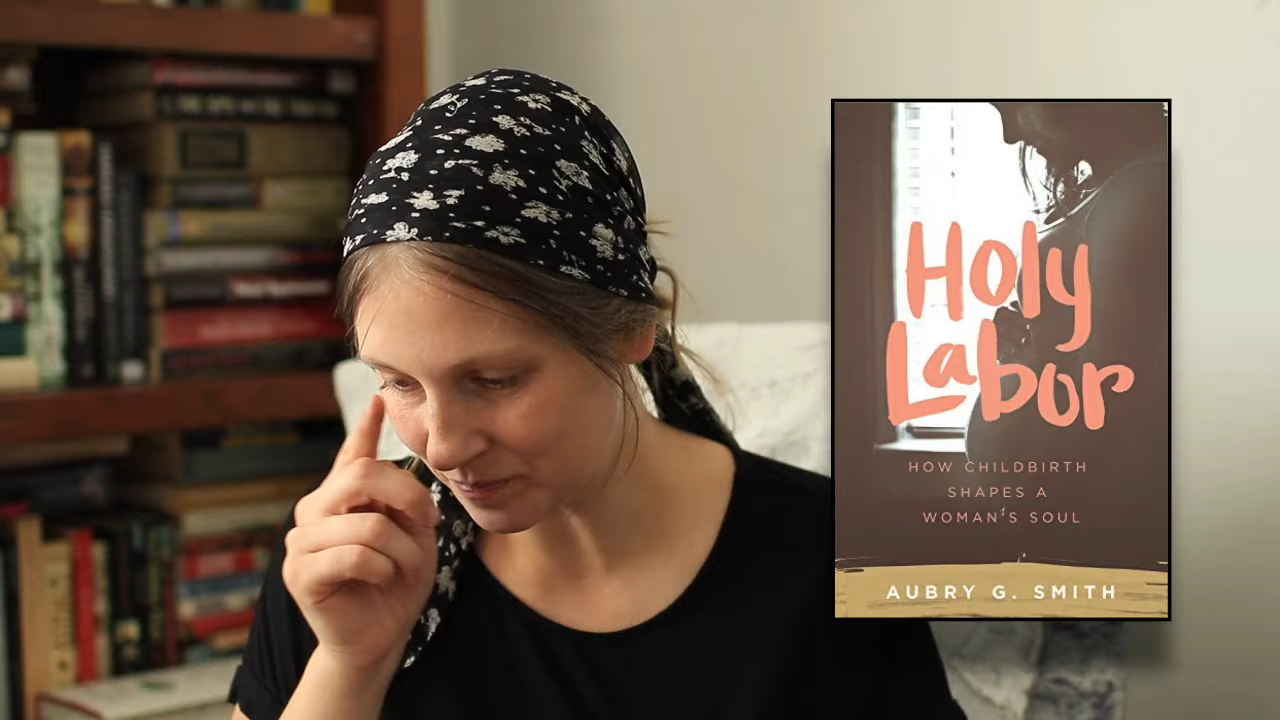 Holy
Labor
HOW CHILDBIRTH
SHAPES A
WOMAN'S SOUL
AUBRY G. SMITH